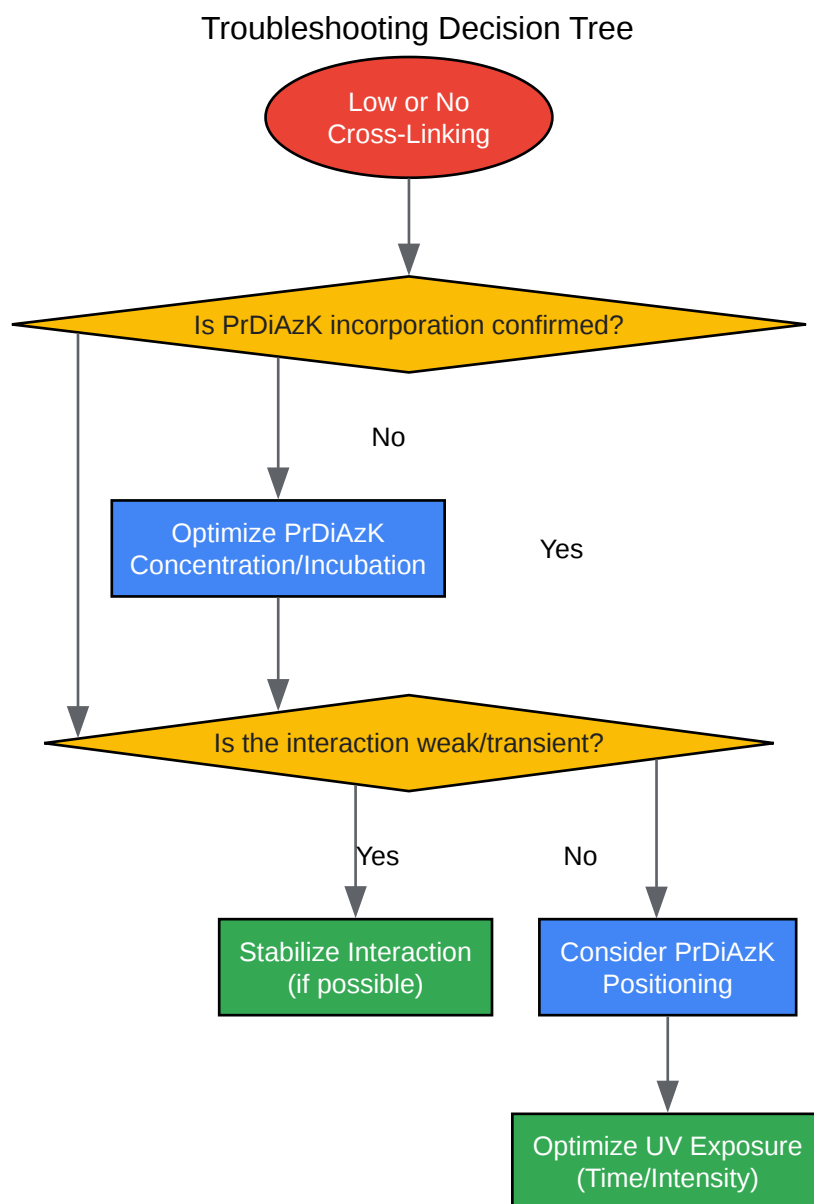 Troubleshooting Decision Tree
Low or No
Cross-Linking
Is PrDiAzK incorporation confirmed?
No
Optimize PrDiAzK
Concentration/Incubation
Yes
Is the interaction weak/transient?
Yes
No
Stabilize Interaction
(if possible)
Consider PrDiAzK
Positioning
Optimize UV Exposure
(Time/Intensity)